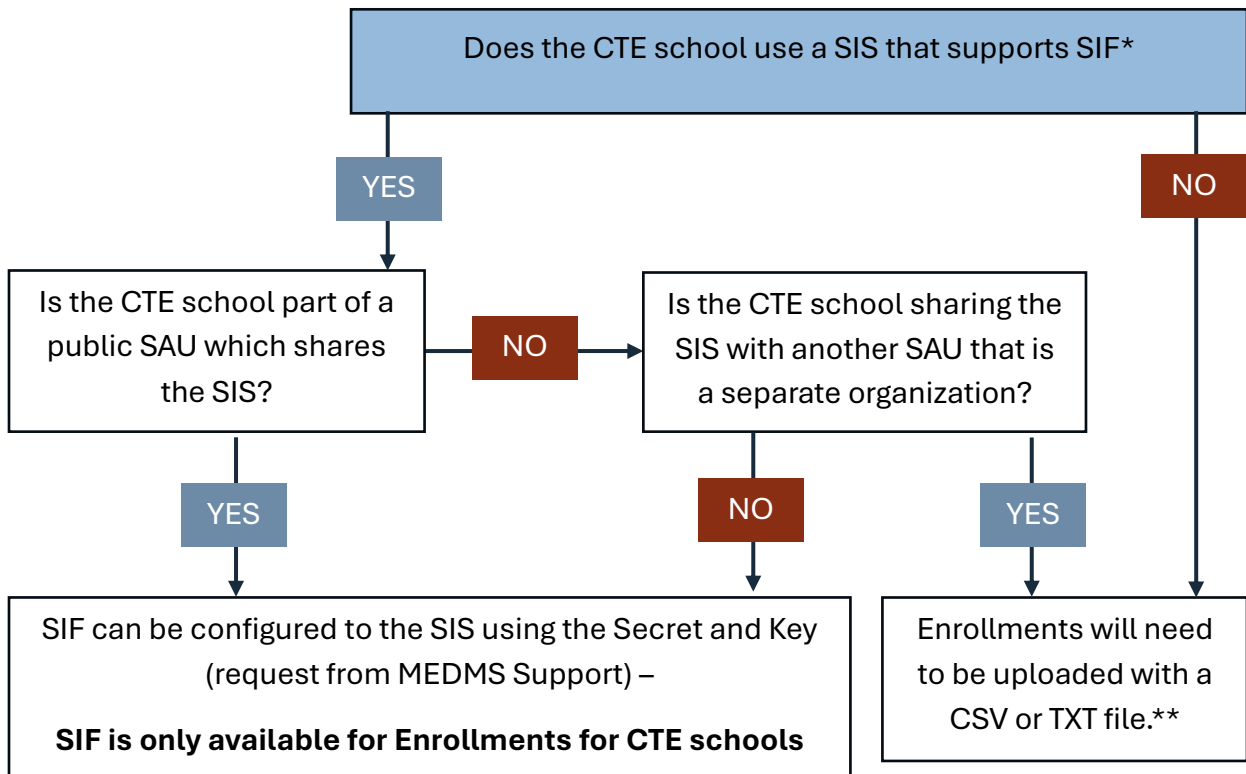 Does the CTE school use a SIS that supports SIF*
YES
NO
Is the CTE school part of a
public SAU which shares
the SIS?
NO
Is the CTE school sharing the
SIS with another SAU that is
a separate organization?
YES
NO
YES
SIF can be configured to the SIS using the Secret and Key
(request from MEDMS Support) –
SIF is only available for Enrollments for CTE schools
Enrollments will need
to be uploaded with a
CSV or TXT file.**